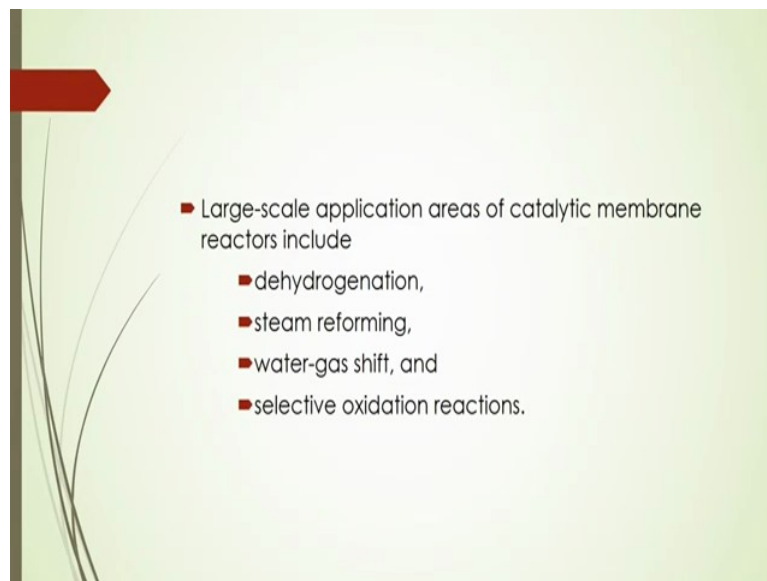 Large-scale application areas of catalytic membrane
reactors include
dehydrogenation,
steam reforming,
water-gas shift, and
selective oxidation reactions.